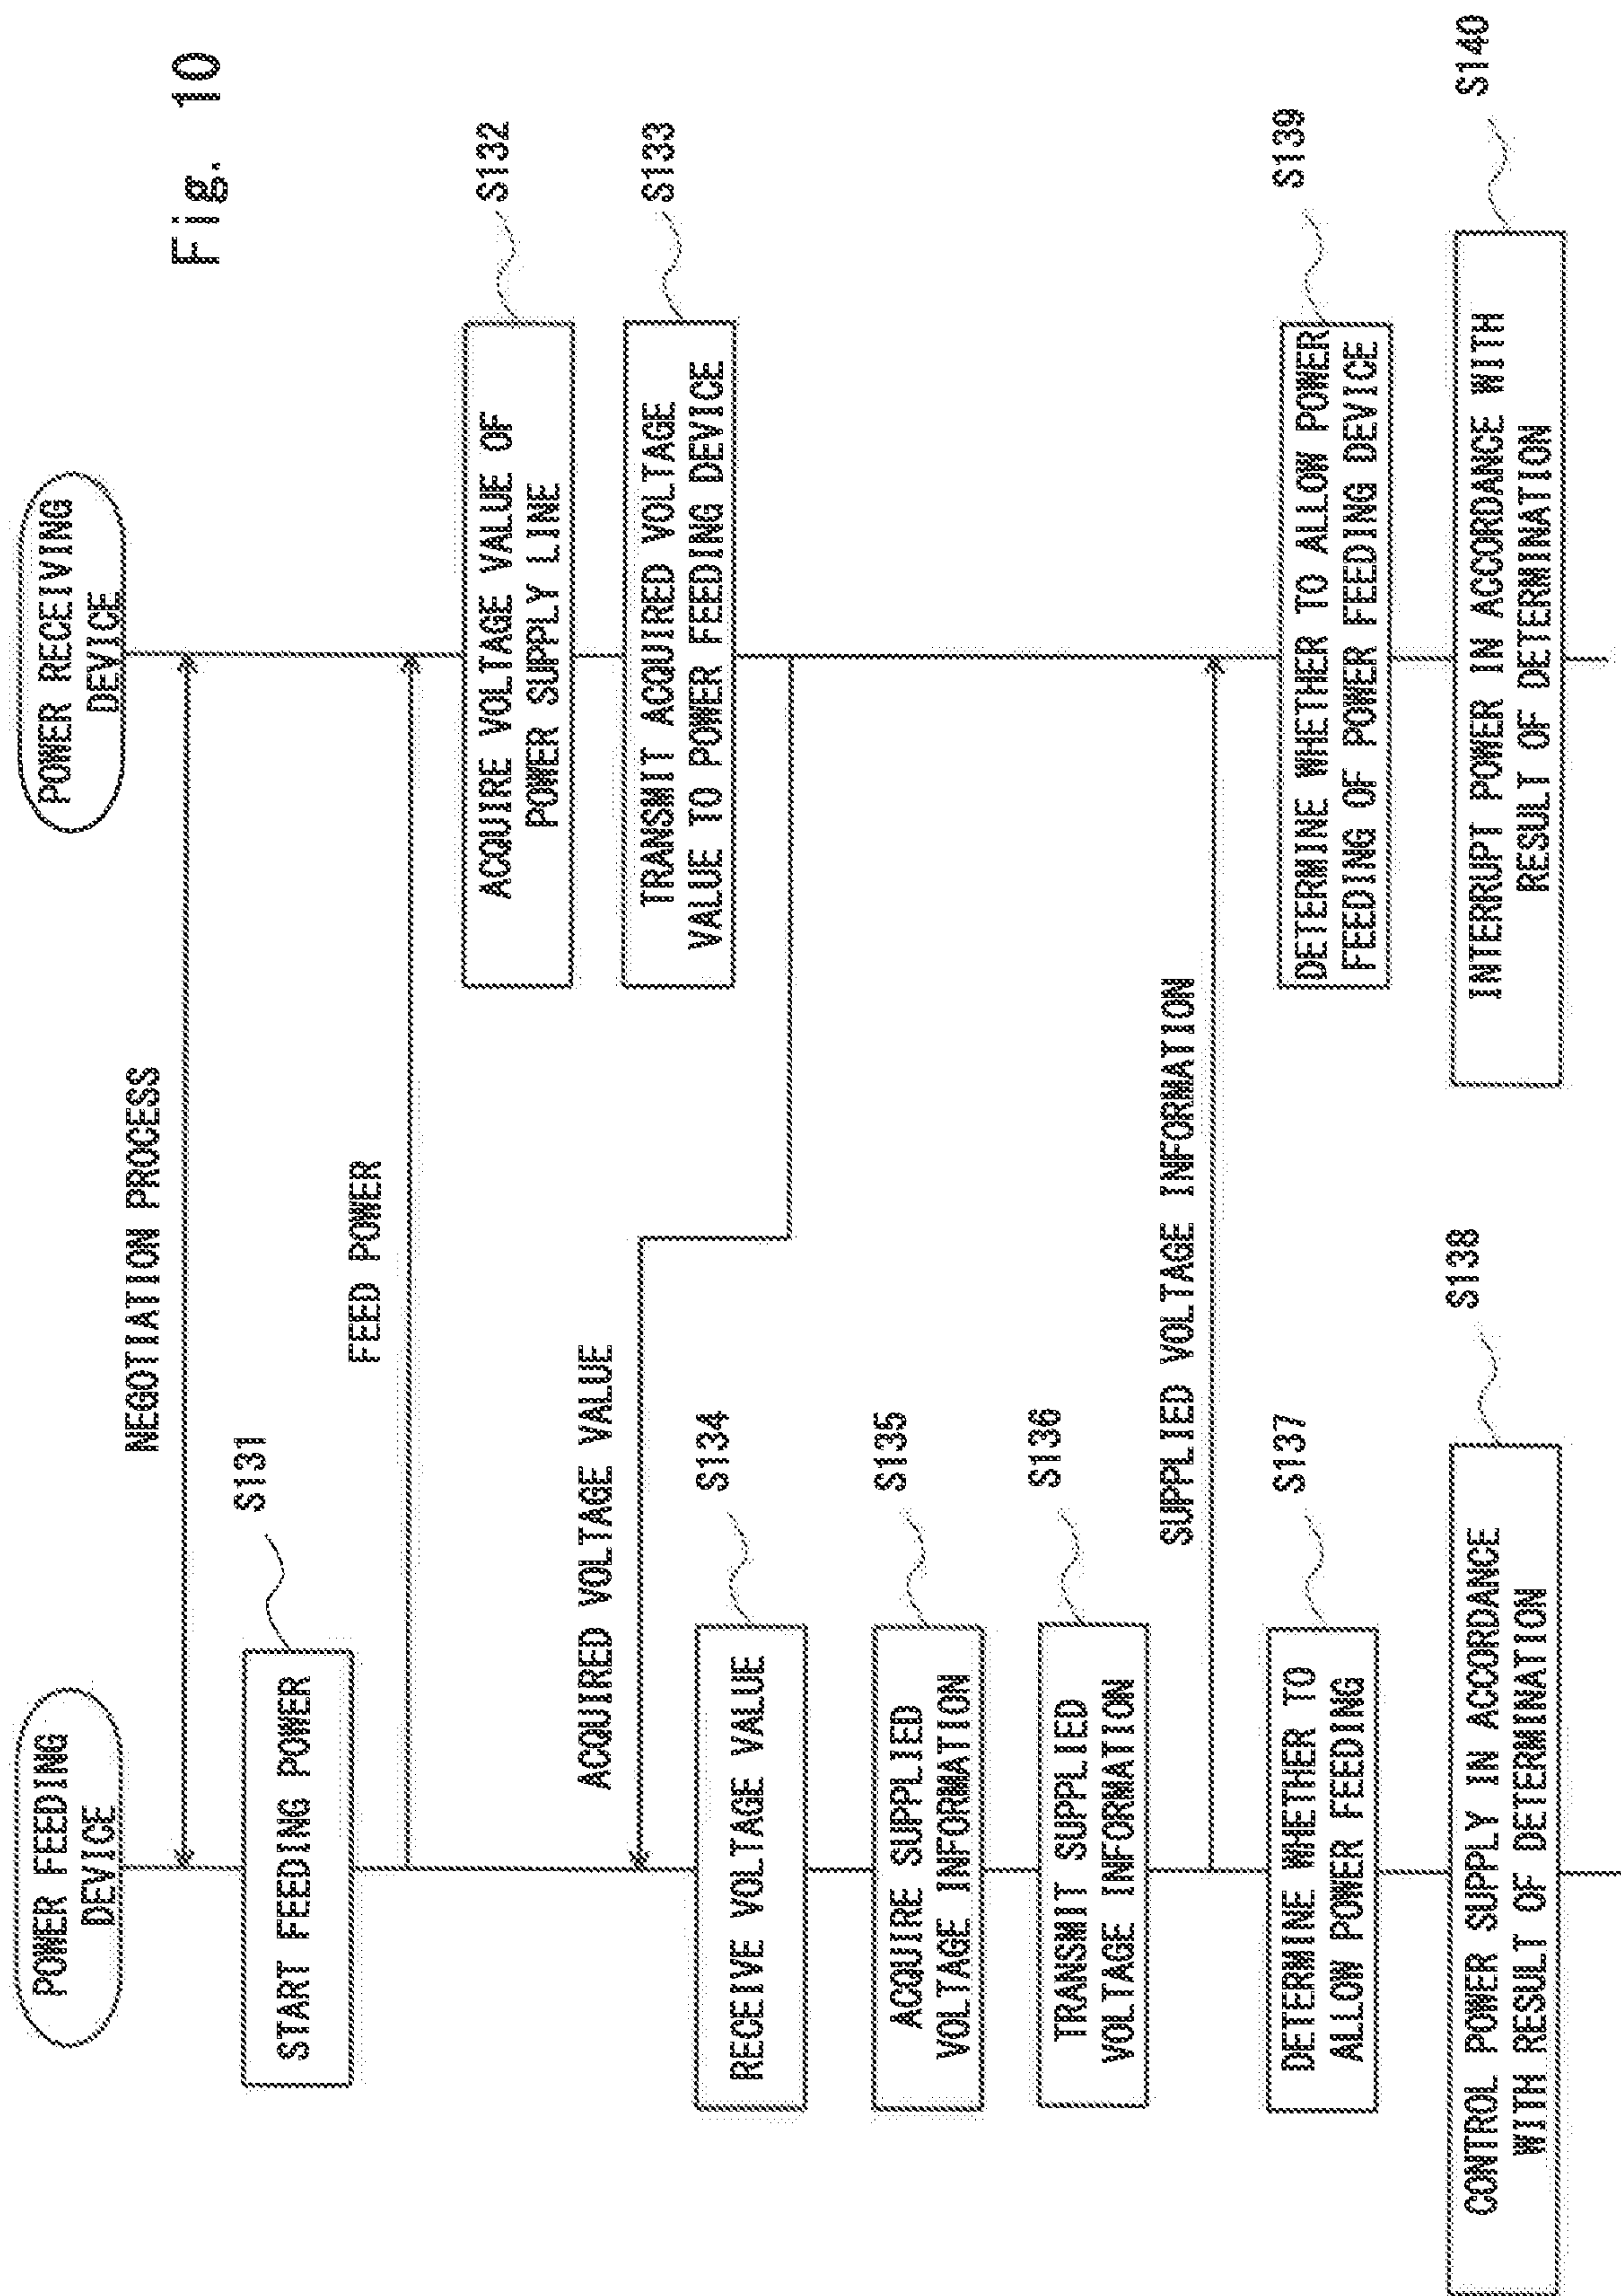 Fig. 10
POWER FEEDING
DEVICE
POWER RECEIVING
DEVICE
NEGOTIATION PROCESS
S131
START FEEDING POWER
FEED POWER
S132
ACQUIRE VOLTAGE VALUE OF
POWER SUPPLY LINE
S133
TRANSMIT ACQUIRED VOLTAGE
VALUE TO POWER FEEDING DEVICE
ACQUIRED VOLTAGE VALUE
S134
RECEIVE VOLTAGE VALUE
S135
ACQUIRE SUPPLIED
VOLTAGE INFORMATION
S136
TRANSMIT SUPPLIED
VOLTAGE INFORMATION
SUPPLIED VOLTAGE INFORMATION
S137
DETERMINE WHETHER TO
ALLOW POWER FEEDING
S138
CONTROL POWER SUPPLY IN ACCORDANCE
WITH RESULT OF DETERMINATION
S139
DETERMINE WHETHER TO ALLOW POWER
FEEDING OF POWER FEEDING DEVICE
S140
INTERRUPT POWER IN ACCORDANCE WITH
RESULT OF DETERMINATION